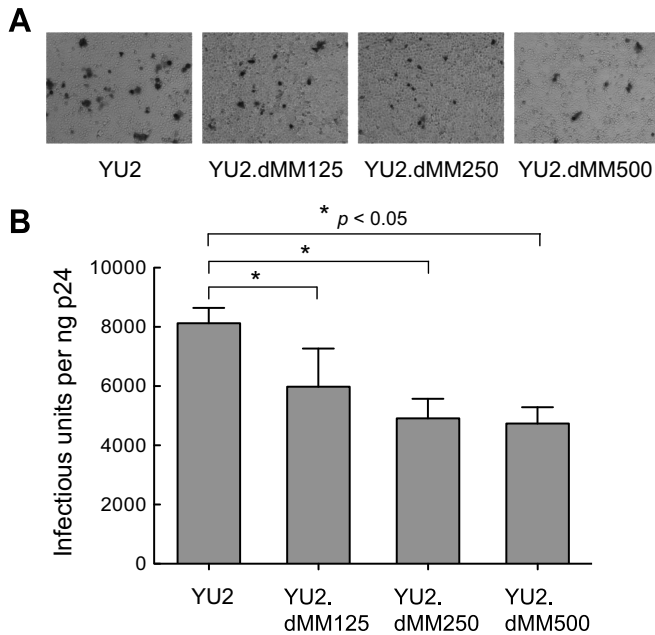 A
YU2 YU2.dMM125 YU2.dMM250 YU2.dMM500
B
* p < 0.05
*
*
Infectious units per ng p24
10000
8000
6000
4000
2000
0
YU2 YU2. YU2. YU2.
dMM125 dMM250 dMM500